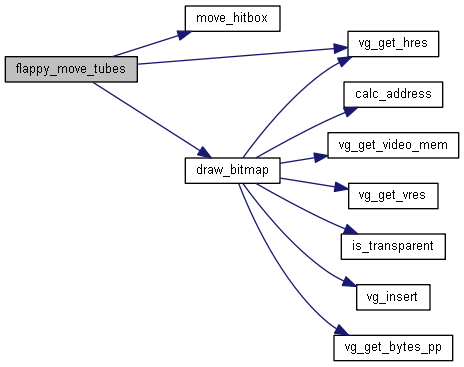 move_hitbox
vg_get_hres
flappy_move_tubes
calc_address
vg_get_video_mem
draw_bitmap
vg_get_vres
is_transparent
vg_insert
vg_get_bytes_pp